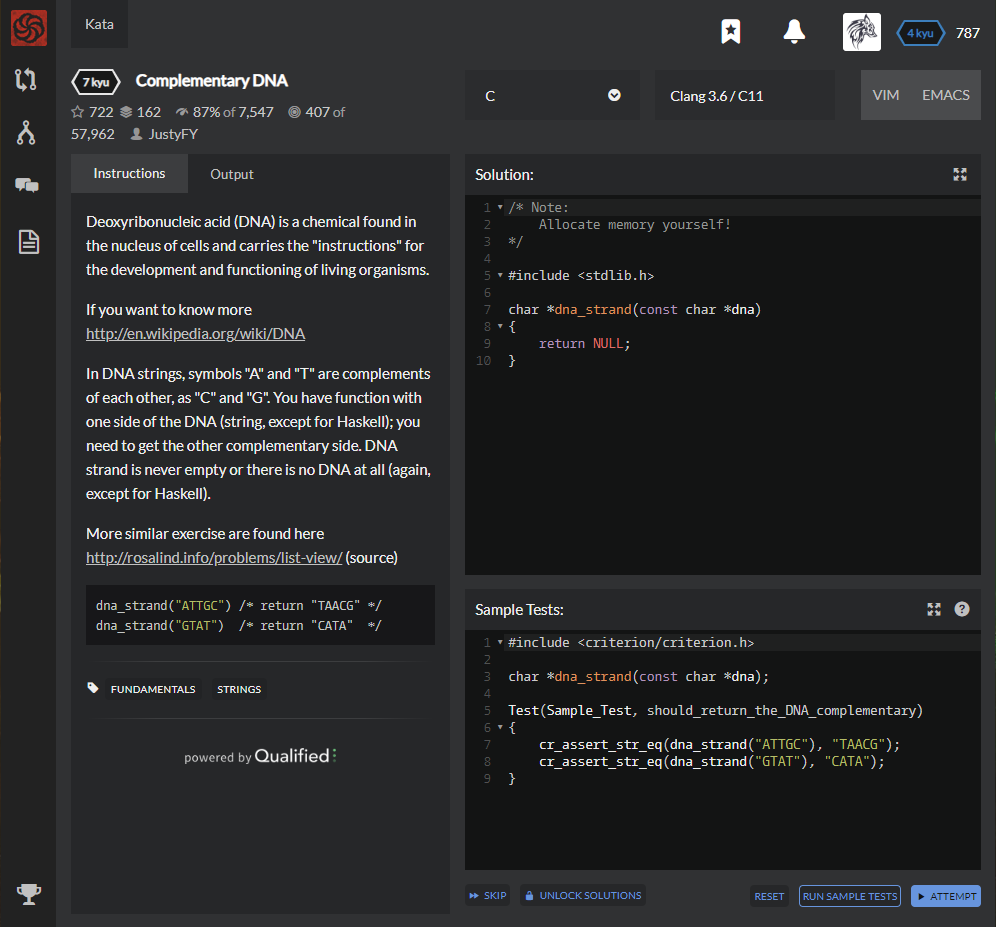 Kata
4 kyu 787
7 kyu Complementary DNA
722 162 87% of 7,547 407 of
57,962 JustyFY
C
Clang 3.6 / C11
VIM EMACS
Instructions Output
Deoxyribonucleic acid (DNA) is a chemical found in
the nucleus of cells and carries the "instructions" for
the development and functioning of living organisms.
If you want to know more
http://en.wikipedia.org/wiki/DNA
In DNA strings, symbols "A" and "T" are complements
of each other, as "C" and "G". You have function with
one side of the DNA (string, except for Haskell); you
need to get the other complementary side. DNA
strand is never empty or there is no DNA at all (again,
except for Haskell).
More similar exercise are found here
http://rosalind.info/problems/list-view/ (source)
dna_strand("ATTGC") /* return "TAACG" */
dna_strand("GTAT")  /* return "CATA"  */
FUNDAMENTALS STRINGS
powered by Qualified
Solution:
1 /* Note:
2     Allocate memory yourself!
3 */
4
5 #include <stdlib.h>
6
7 char *dna_strand(const char *dna)
8 {
9     return NULL;
10 }
Sample Tests:
?
1 #include <criterion/criterion.h>
2
3 char *dna_strand(const char *dna);
4
5 Test(Sample_Test, should_return_the_DNA_complementary)
6 {
7     cr_assert_str_eq(dna_strand("ATTGC"), "TAACG");
8     cr_assert_str_eq(dna_strand("GTAT"), "CATA");
9 }
SKIP UNLOCK SOLUTIONS RESET RUN SAMPLE TESTS ATTEMPT